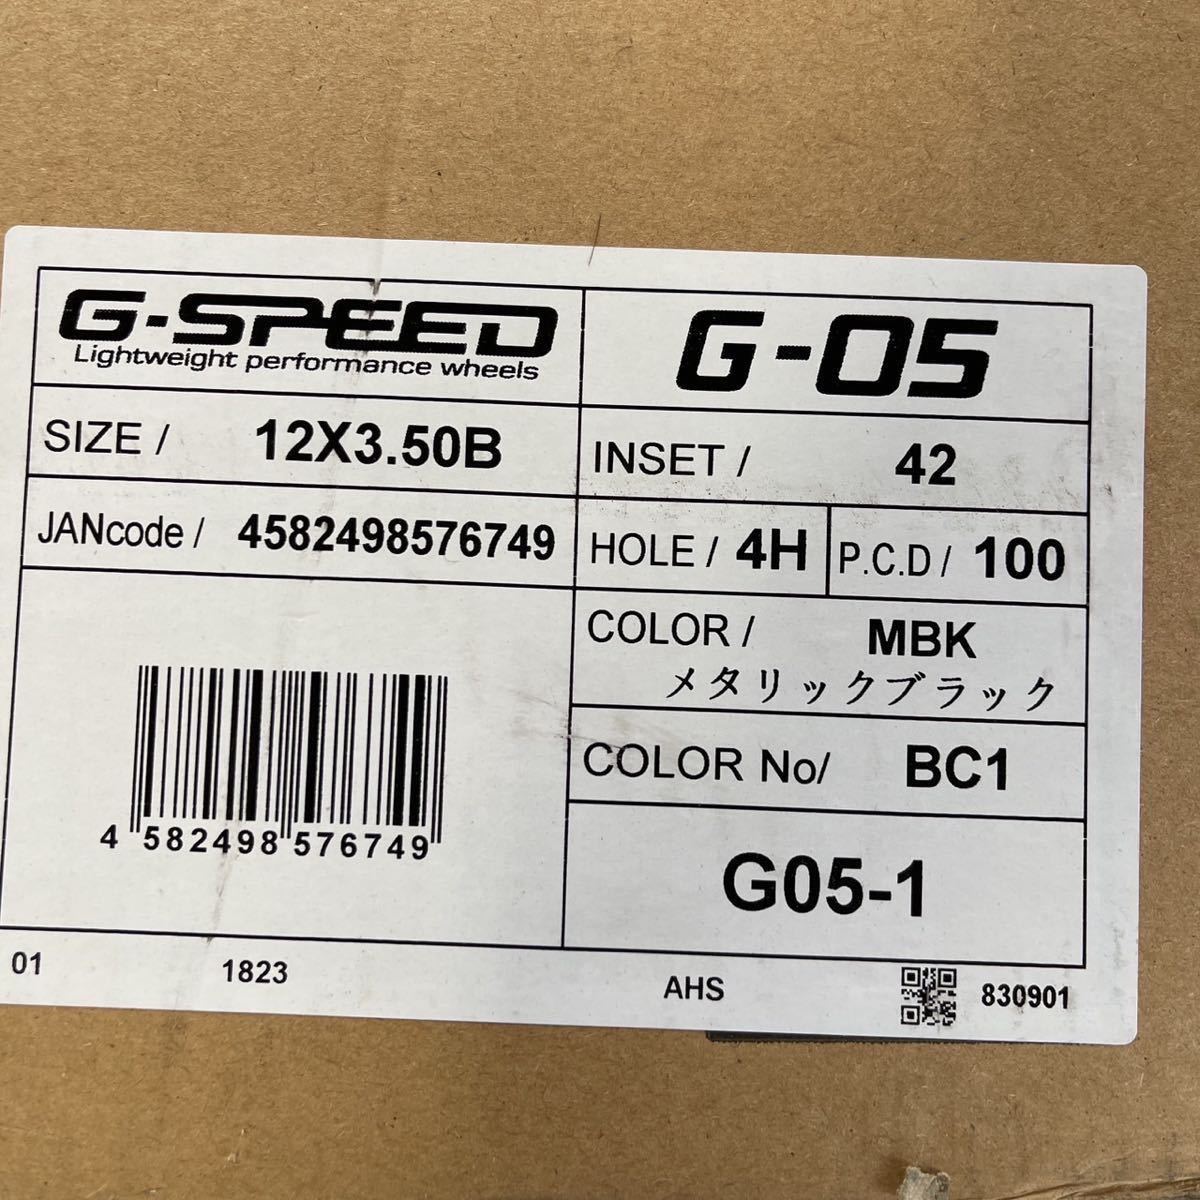 G-SPEED
Lightweight performance wheels
G-05
SIZE / 12X3.50B
INSET / 42
JANcode / 4582498576749
HOLE / 4H
P.C.D / 100
COLOR / MBK
メタリックブラック
COLOR No/ BC1
4 582498 576749
G05-1
01 1823 AHS 830901